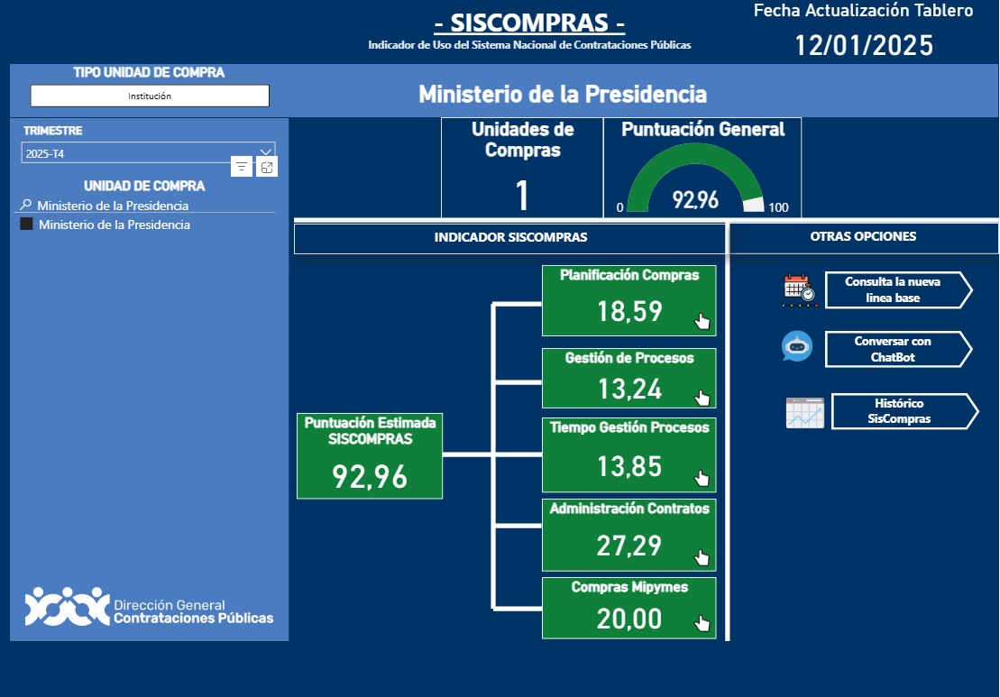 - SISCOMPRAS -
Indicador de Uso del Sistema Nacional de Contrataciones Públicas
Fecha Actualización Tablero
12/01/2025
TIPO UNIDAD DE COMPRA
Institución
Ministerio de la Presidencia
TRIMESTRE
2025-T4
UNIDAD DE COMPRA
Ministerio de la Presidencia
Ministerio de la Presidencia
Unidades de
Compras
1
Puntuación General
92,96
0
100
INDICADOR SISCOMPRAS
Puntuación Estimada
SISCOMPRAS
92,96
Planificación Compras
18,59
Gestión de Procesos
13,24
Tiempo Gestión Procesos
13,85
Administración Contratos
27,29
Compras Mipymes
20,00
OTRAS OPCIONES
Consulta la nueva
linea base
Conversar con
ChatBot
Histórico
SisCompras
Dirección General
Contrataciones Públicas